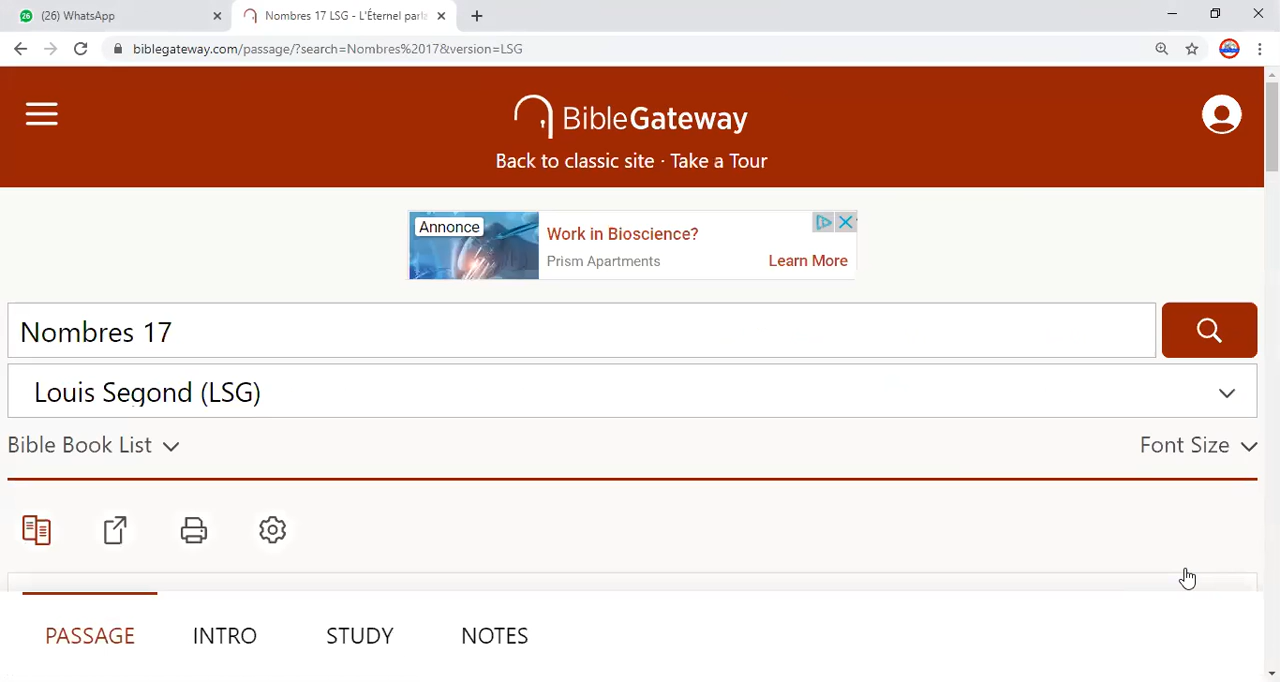 (26) WhatsApp
Nombres 17 LSG - L'Éternel parla
biblegateway.com/passage/?search=Nombres%2017&version=LSG
BibleGateway
Back to classic site · Take a Tour
Annonce
Work in Bioscience?
Prism Apartments
Learn More
Nombres 17
Louis Segond (LSG)
Bible Book List
Font Size
PASSAGE INTRO STUDY NOTES